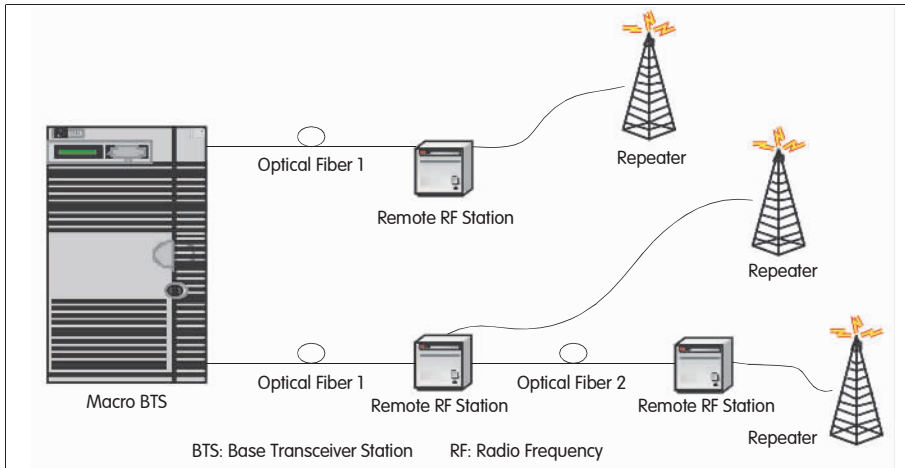 Optical Fiber 1
Repeater
Remote RF Station
Repeater
Optical Fiber 1
Optical Fiber 2
Macro BTS
Remote RF Station
Remote RF Station
Repeater
BTS: Base Transceiver Station RF: Radio Frequency